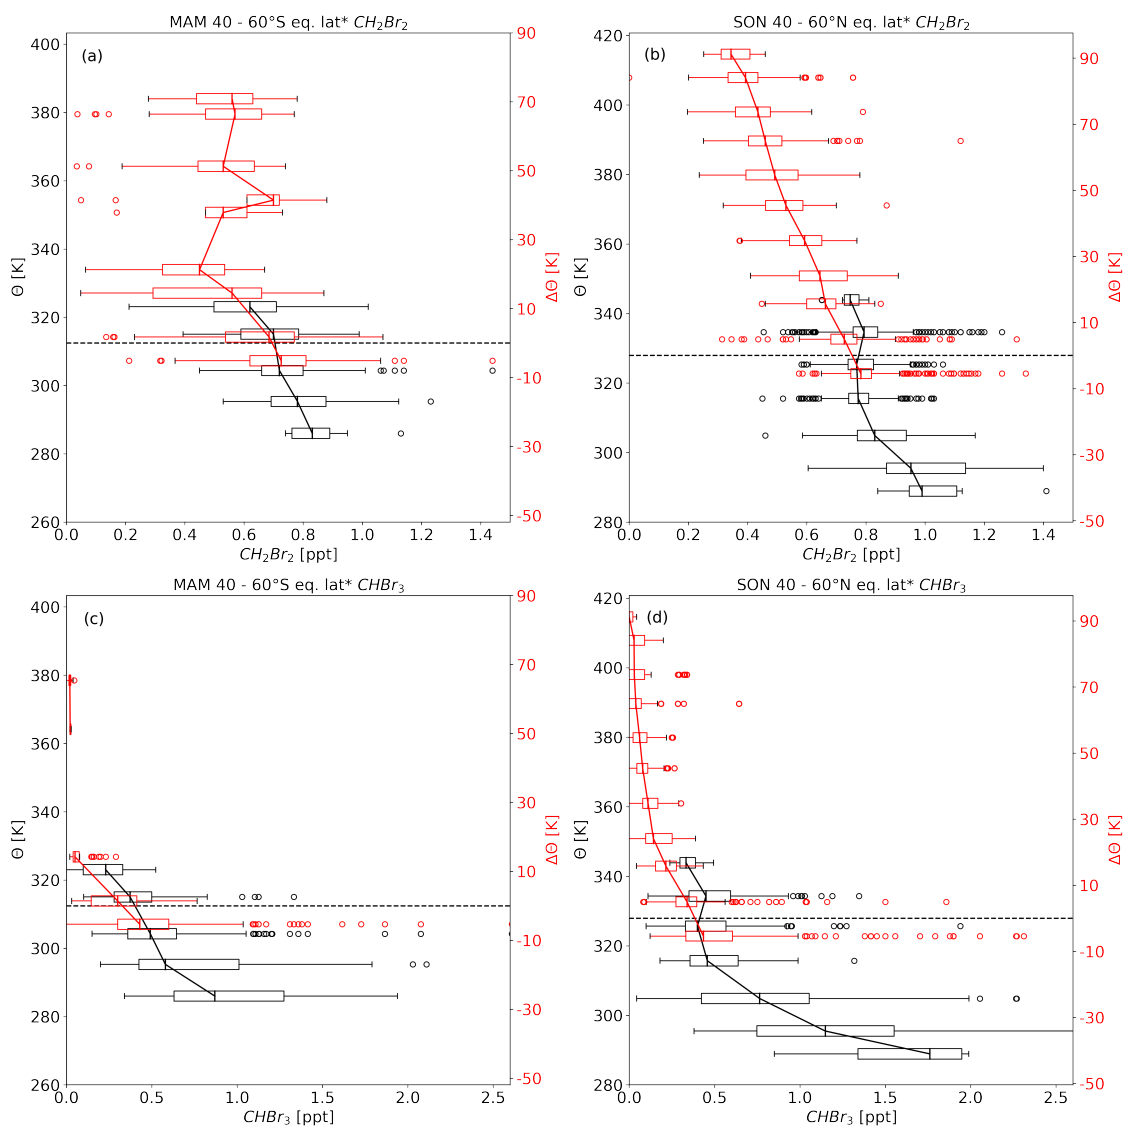 MAM 40 - 60°S eq. lat* CH2Br2
(a)
Θ [K]
400
380
360
340
320
300
280
260
0.0 0.2 0.4 0.6 0.8 1.0 1.2 1.4
CH2Br2 [ppt]
90
70
50
30
10
-10
-30
-50
ΔΘ [K]
SON 40 - 60°N eq. lat* CH2Br2
(b)
Θ [K]
420
400
380
360
340
320
300
280
0.0 0.2 0.4 0.6 0.8 1.0 1.2 1.4
CH2Br2 [ppt]
90
70
50
30
10
-10
-30
-50
ΔΘ [K]
MAM 40 - 60°S eq. lat* CHBr3
(c)
Θ [K]
400
380
360
340
320
300
280
260
0.0 0.5 1.0 1.5 2.0 2.5
CHBr3 [ppt]
90
70
50
30
10
-10
-30
-50
ΔΘ [K]
SON 40 - 60°N eq. lat* CHBr3
(d)
Θ [K]
420
400
380
360
340
320
300
280
0.0 0.5 1.0 1.5 2.0 2.5
CHBr3 [ppt]
90
70
50
30
10
-10
-30
-50
ΔΘ [K]